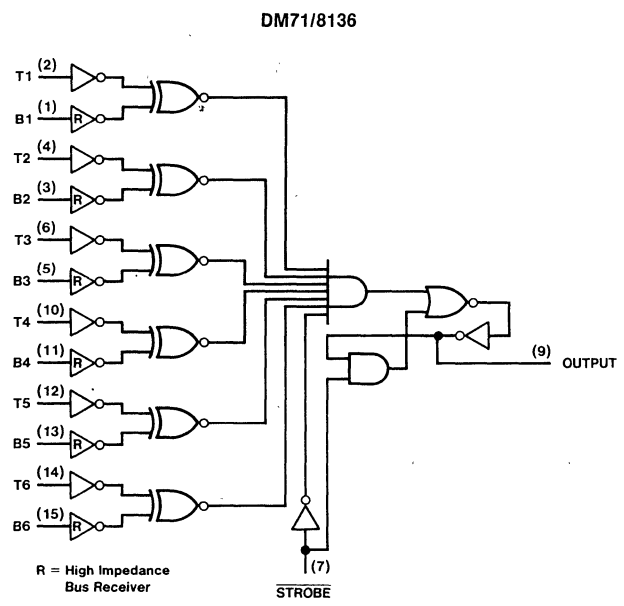 DM71/8136
T1 (2)
B1 (1) R
T2 (4)
B2 (3) R
T3 (6)
B3 (5) R
T4 (10)
B4 (11) R
T5 (12)
B5 (13) R
T6 (14)
B6 (15) R
(9) OUTPUT
(7)
STROBE
R = High Impedance
Bus Receiver